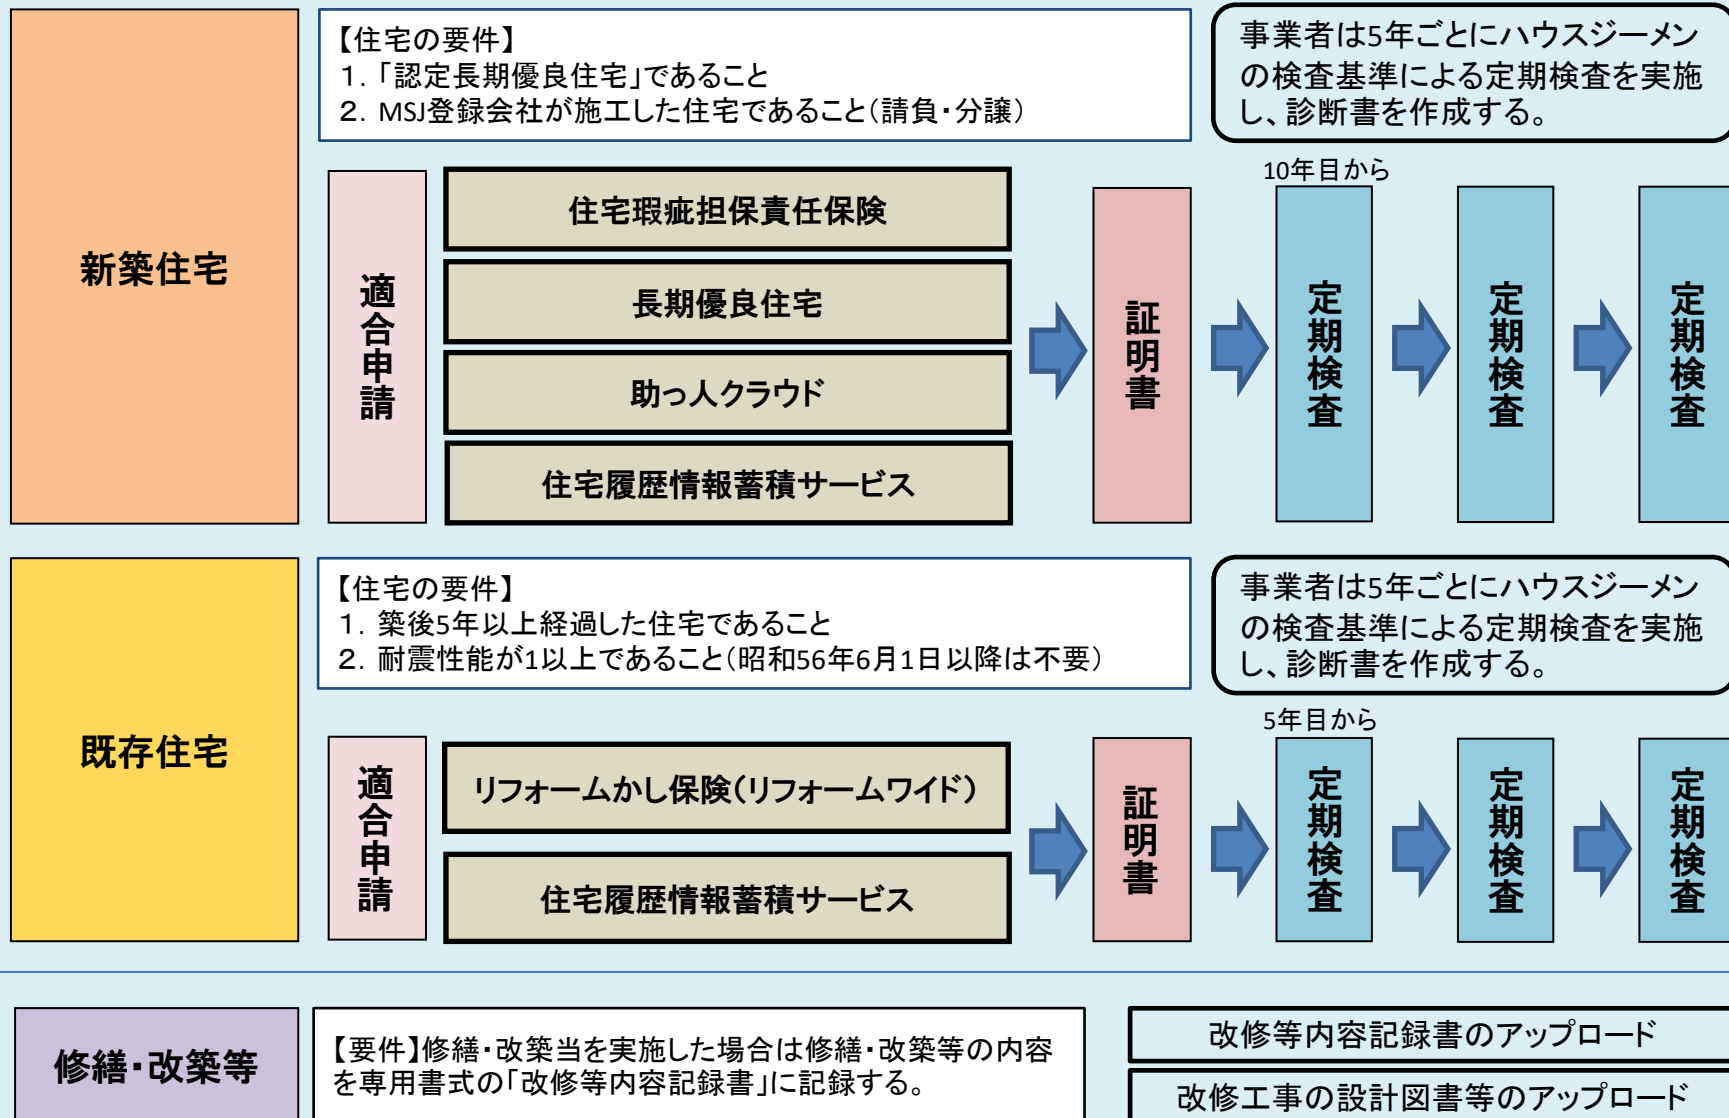 新築住宅
【住宅の要件】
１．「認定長期優良住宅」であること
２．MSJ登録会社が施工した住宅であること（請負・分譲）
事業者は5年ごとにハウスジーメン
の検査基準による定期検査を実施
し、診断書を作成する。
適合申請
住宅瑕疵担保責任保険
長期優良住宅
助っ人クラウド
住宅履歴情報蓄積サービス
証明書
10年目から
定期検査
定期検査
定期検査
既存住宅
【住宅の要件】
１．築後5年以上経過した住宅であること
２．耐震性能が1以上であること（昭和56年6月1日以降は不要）
事業者は5年ごとにハウスジーメン
の検査基準による定期検査を実施
し、診断書を作成する。
適合申請
リフォームかし保険（リフォームワイド）
住宅履歴情報蓄積サービス
証明書
5年目から
定期検査
定期検査
定期検査
修繕・改築等
【要件】修繕・改築当を実施した場合は修繕・改築等の内容
を専用書式の「改修等内容記録書」に記録する。
改修等内容記録書のアップロード
改修工事の設計図書等のアップロード